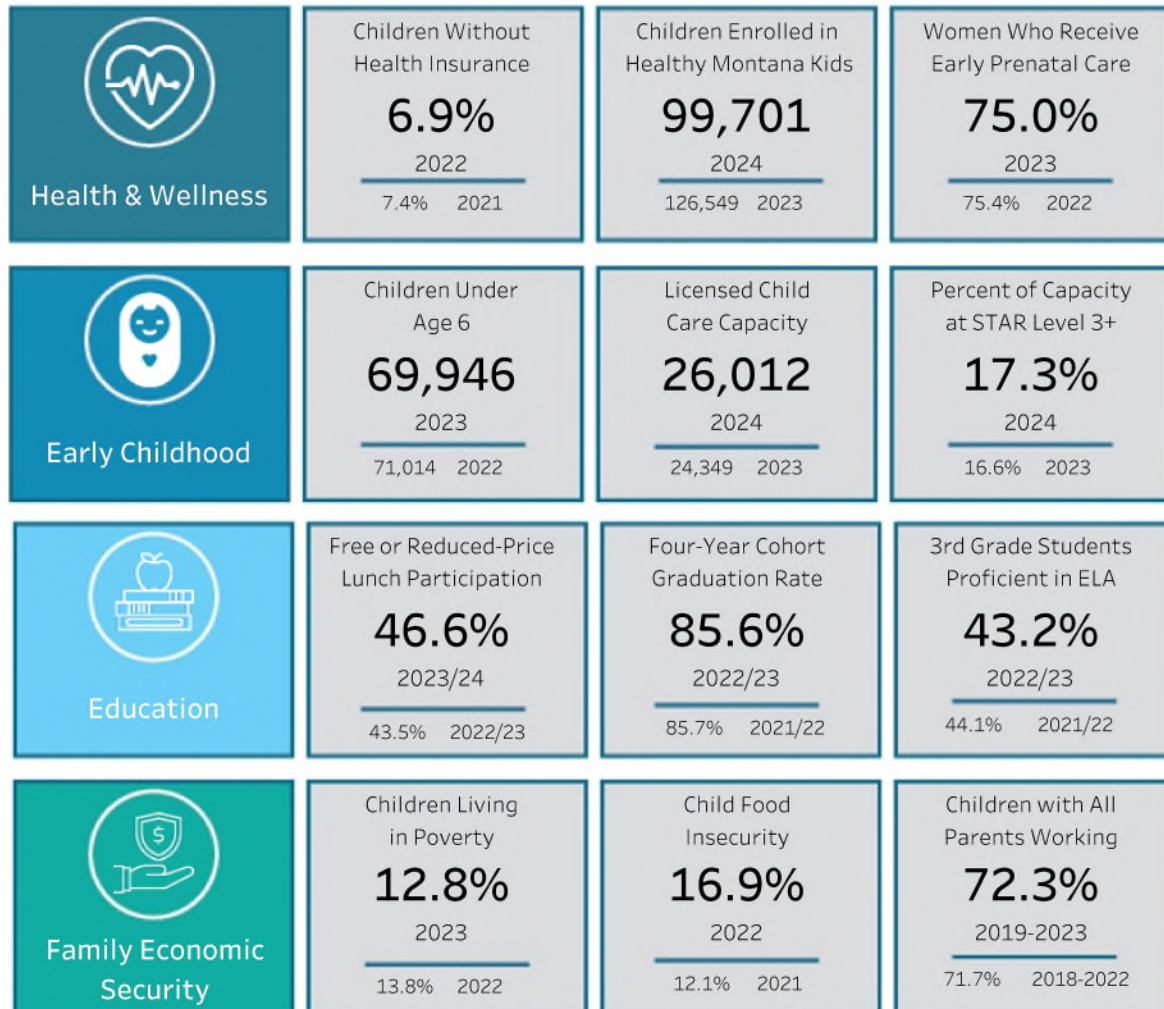 Health & Wellness
Children Without
Health Insurance
6.9%
2022
7.4% 2021
Children Enrolled in
Healthy Montana Kids
99,701
2024
126,549 2023
Women Who Receive
Early Prenatal Care
75.0%
2023
75.4% 2022
Early Childhood
Children Under
Age 6
69,946
2023
71,014 2022
Licensed Child
Care Capacity
26,012
2024
24,349 2023
Percent of Capacity
at STAR Level 3+
17.3%
2024
16.6% 2023
Education
Free or Reduced-Price
Lunch Participation
46.6%
2023/24
43.5% 2022/23
Four-Year Cohort
Graduation Rate
85.6%
2022/23
85.7% 2021/22
3rd Grade Students
Proficient in ELA
43.2%
2022/23
44.1% 2021/22
$
Family Economic
Security
Children Living
in Poverty
12.8%
2023
13.8% 2022
Child Food
Insecurity
16.9%
2022
12.1% 2021
Children with All
Parents Working
72.3%
2019-2023
71.7% 2018-2022